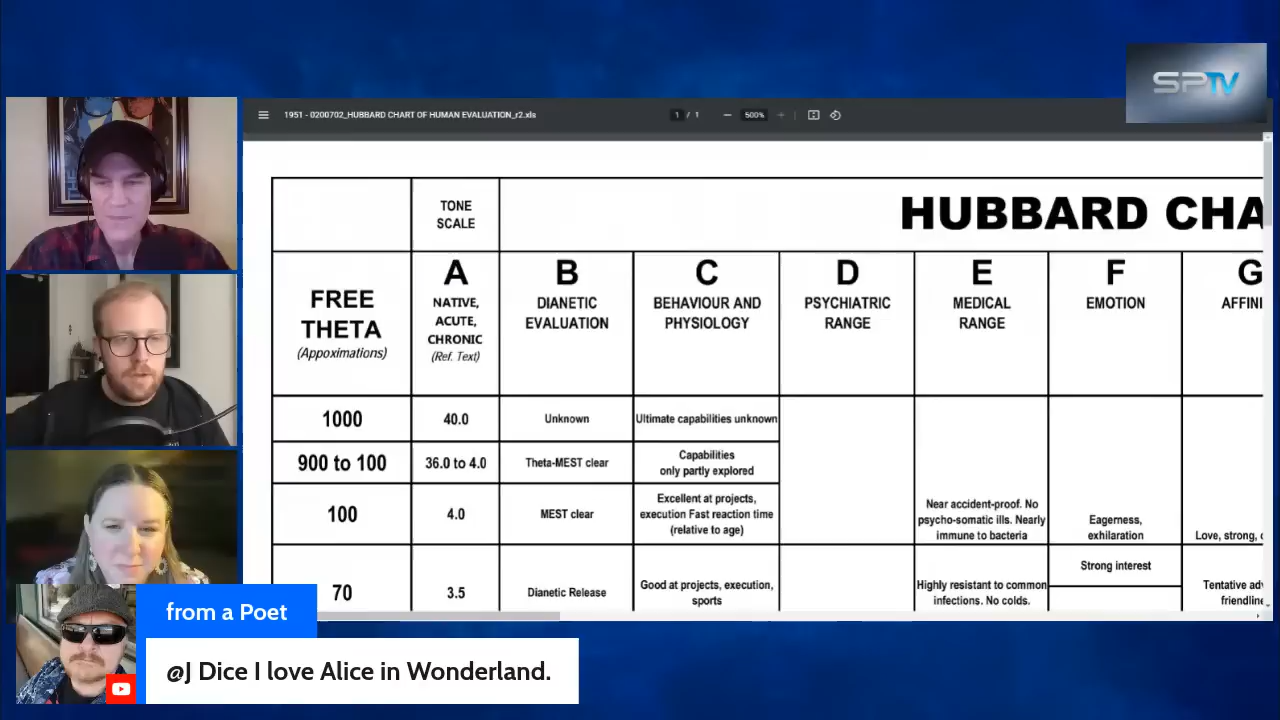 SPTV
1951 - 0200702_HUBBARD CHART OF HUMAN EVALUATION_r2.xls
1 / 1
500%
TONE
SCALE
HUBBARD CHA
FREE
THETA
(Appoximations)
A
NATIVE,
ACUTE,
CHRONIC
(Ref. Text)
B
DIANETIC
EVALUATION
C
BEHAVIOUR AND
PHYSIOLOGY
D
PSYCHIATRIC
RANGE
E
MEDICAL
RANGE
F
EMOTION
G
AFFINI
1000
40.0
Unknown
Ultimate capabilities unknown
900 to 100
36.0 to 4.0
Theta-MEST clear
Capabilities
only partly explored
100
4.0
MEST clear
Excellent at projects,
execution Fast reaction time
(relative to age)
Near accident-proof. No
psycho-somatic ills. Nearly
immune to bacteria
Eagerness,
exhilaration
Love, strong,
70
3.5
Dianetic Release
Good at projects, execution,
sports
Highly resistant to common
infections. No colds.
Strong interest
Tentative ad
friendline
from a Poet
@J Dice I love Alice in Wonderland.